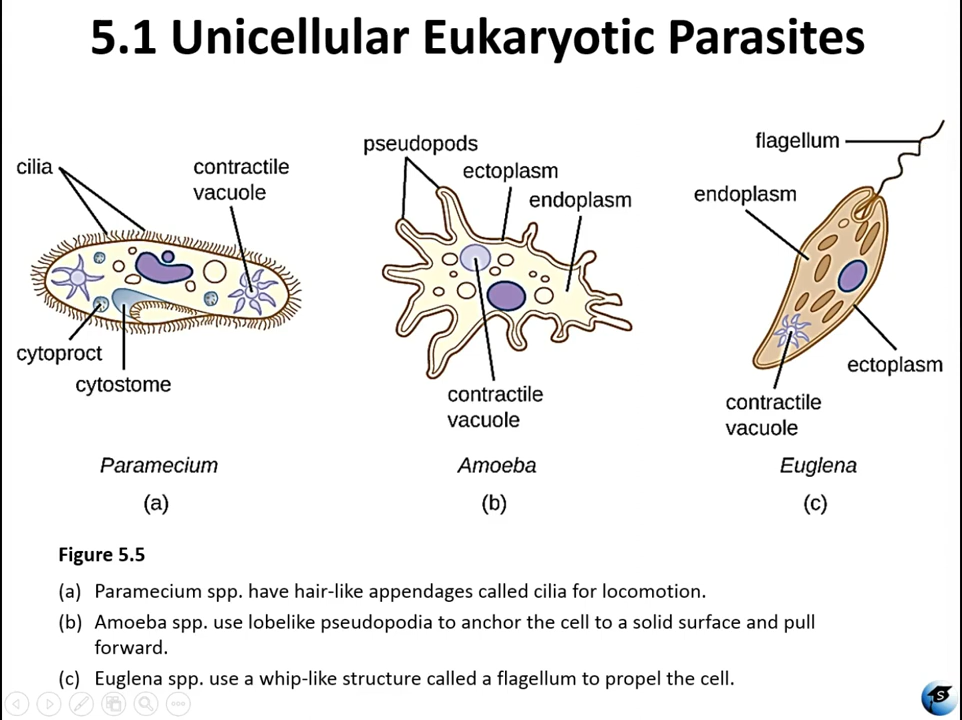 5.1 Unicellular Eukaryotic Parasites
cilia
contractile
vacuole
cytoproct
cytostome
Paramecium
(a)
pseudopods
ectoplasm
endoplasm
contractile
vacuole
Amoeba
(b)
flagellum
endoplasm
ectoplasm
contractile
vacuole
Euglena
(c)
Figure 5.5
(a) Paramecium spp. have hair-like appendages called cilia for locomotion.
(b) Amoeba spp. use lobelike pseudopodia to anchor the cell to a solid surface and pull
forward.
(c) Euglena spp. use a whip-like structure called a flagellum to propel the cell.
S